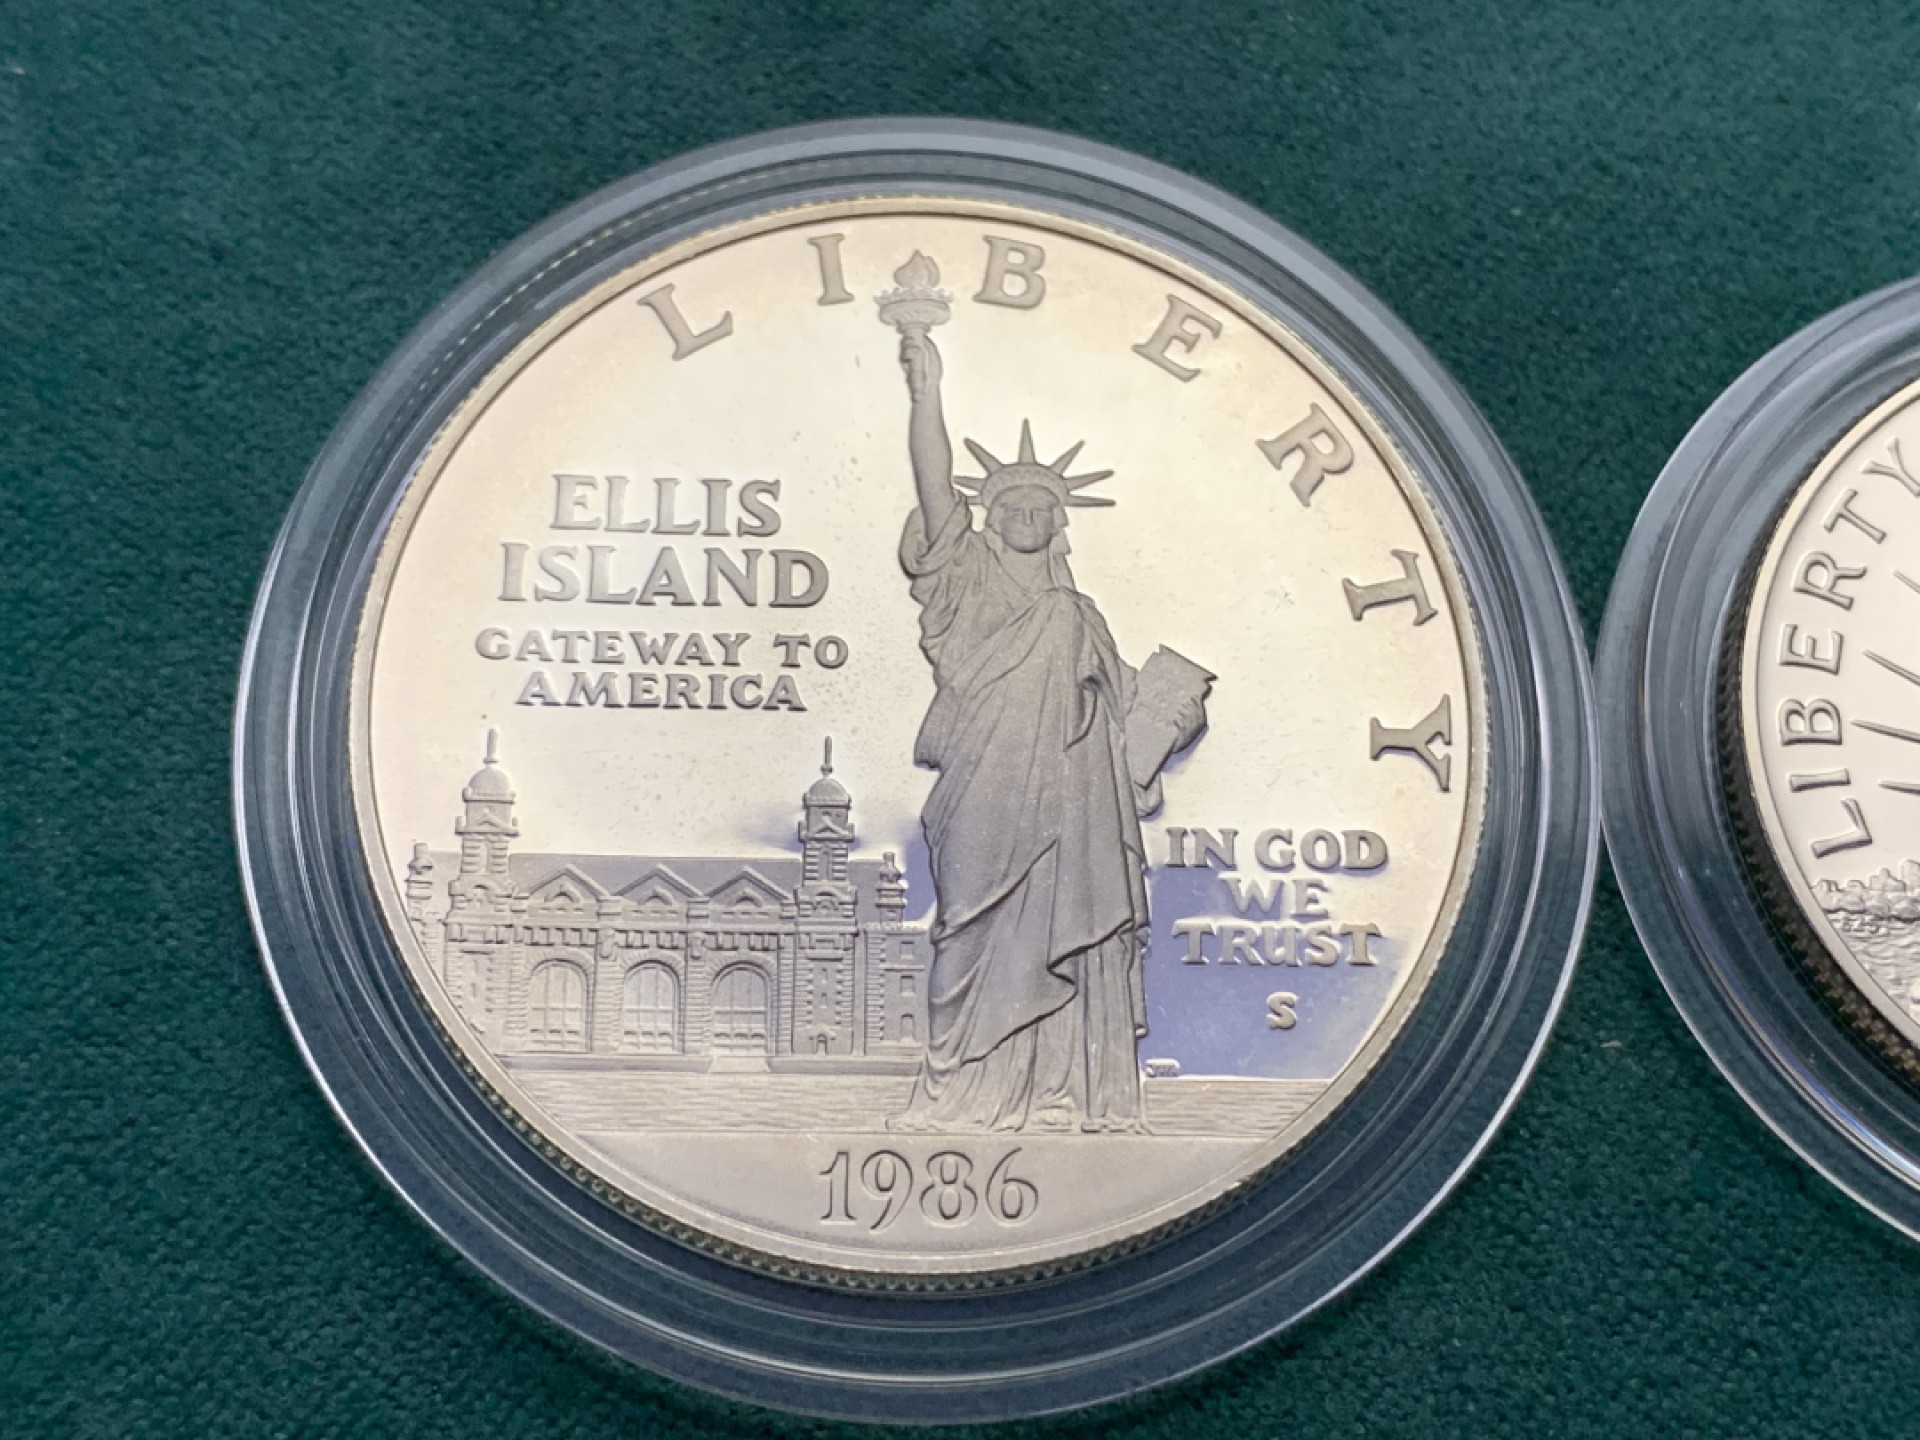 LIBERTY
ELLIS
ISLAND
GATEWAY TO
AMERICA
IN GOD
WE
TRUST
S
1986
LIBERTY